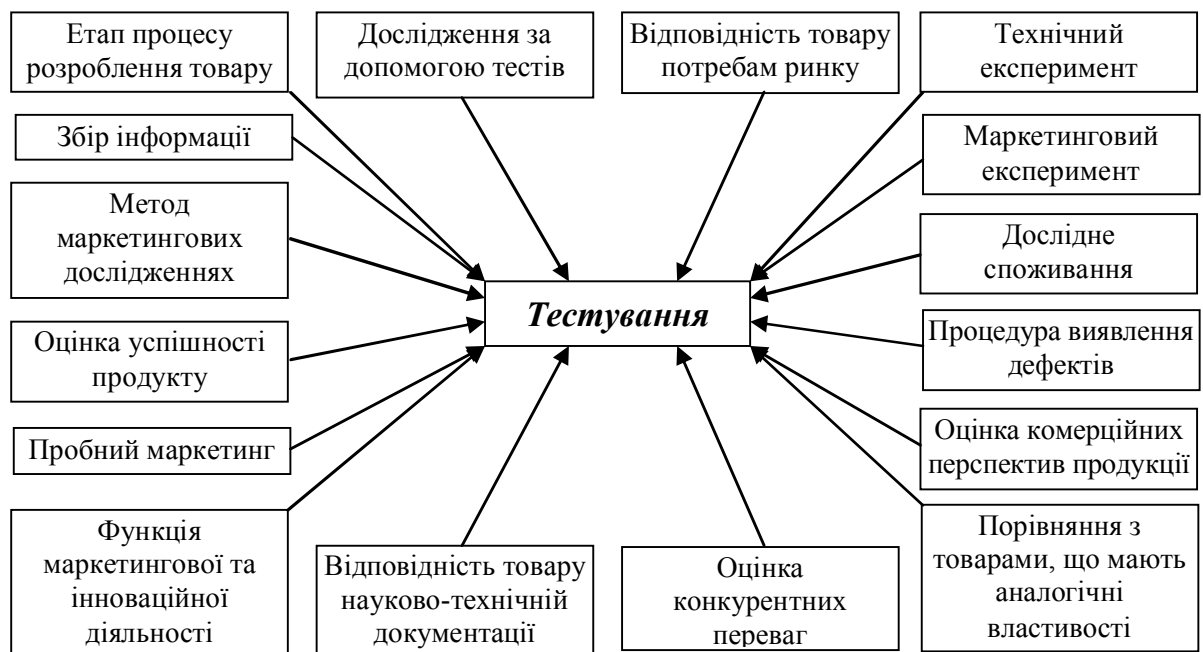 Етап процесу
розроблення товару
Дослідження за
допомогою тестів
Відповідність товару
потребам ринку
Технічний
експеримент
Збір інформації
Маркетинговий
експеримент
Метод
маркетингових
дослідженнях
Дослідне
споживання
Тестування
Оцінка успішності
продукту
Процедура виявлення
дефектів
Пробний маркетинг
Оцінка комерційних
перспектив продукції
Функція
маркетингової та
інноваційної
діяльності
Відповідність товару
науково-технічній
документації
Оцінка
конкурентних
переваг
Порівняння з
товарами, що мають
аналогічні
властивості